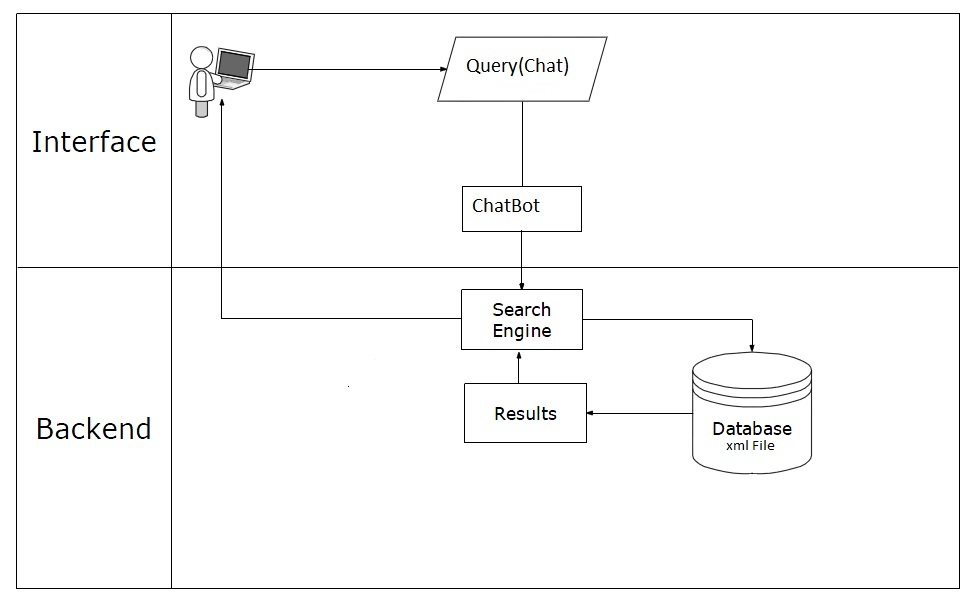 Interface
Query(Chat)
ChatBot
Backend
Search
Engine
Results
Database
xml File